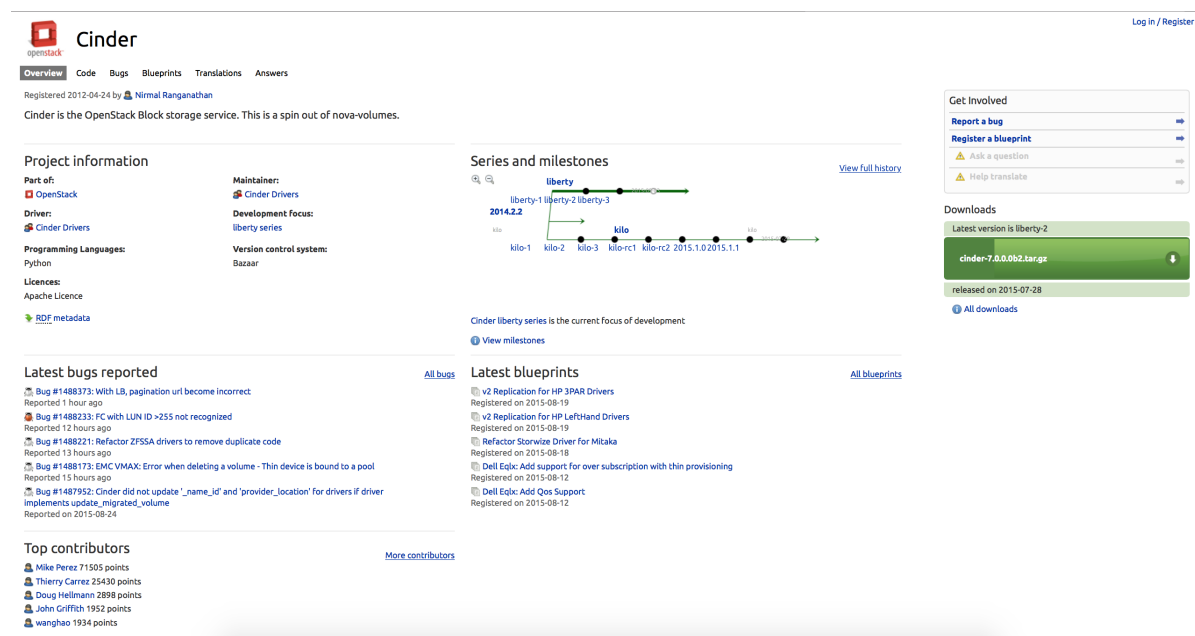 Log in / Register
openstack
Cinder
Overview Code Bugs Blueprints Translations Answers
Registered 2012-04-24 by Nirmal Ranganathan
Cinder is the OpenStack Block storage service. This is a spin out of nova-volumes.
Project information
Part of:
OpenStack
Maintainer:
Cinder Drivers
Driver:
Cinder Drivers
Development focus:
liberty series
Programming Languages:
Python
Version control system:
Bazaar
Licences:
Apache Licence
RDF metadata
Series and milestones
View full history
liberty
liberty-1 liberty-2 liberty-3
2014.2.2
kilo
kilo
kilo
kilo-1 kilo-2 kilo-3 kilo-rc1 kilo-rc2 2015.1.0 2015.1.1
Cinder liberty series is the current focus of development
View milestones
Get Involved
Report a bug
Register a blueprint
Ask a question
Help translate
Downloads
Latest version is liberty-2
cinder-7.0.0.0b2.tar.gz
released on 2015-07-28
All downloads
Latest bugs reported
All bugs
Bug #1488373: With LB, pagination url become incorrect
Reported 1 hour ago
Bug #1488233: FC with LUN ID >255 not recognized
Reported 12 hours ago
Bug #1488221: Refactor ZFSSA drivers to remove duplicate code
Reported 13 hours ago
Bug #1488173: EMC VMAX: Error when deleting a volume - Thin device is bound to a pool
Reported 15 hours ago
Bug #1487952: Cinder did not update '_name_id' and 'provider_location' for drivers if driver
implements update_migrated_volume
Reported on 2015-08-24
Latest blueprints
All blueprints
v2 Replication for HP 3PAR Drivers
Registered on 2015-08-19
v2 Replication for HP LeftHand Drivers
Registered on 2015-08-19
Refactor Storwize Driver for Mitaka
Registered on 2015-08-18
Dell Eqlx: Add support for over subscription with thin provisioning
Registered on 2015-08-12
Dell Eqlx: Add Qos Support
Registered on 2015-08-12
Top contributors
More contributors
Mike Perez 71505 points
Thierry Carrez 25430 points
Doug Hellmann 2898 points
John Griffith 1952 points
wanghao 1934 points